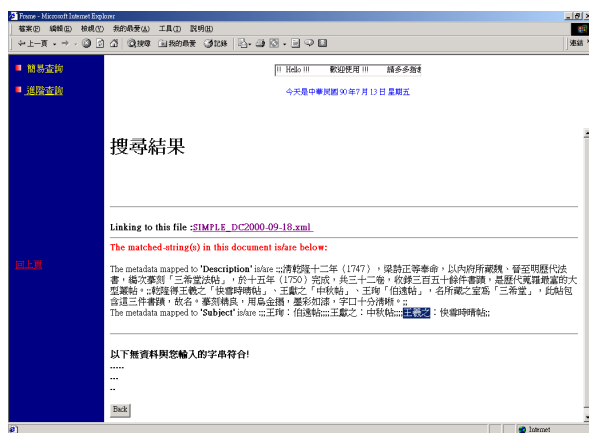 Frame - Microsoft Internet Explorer
檔案(F) 編輯(E) 檢視(V) 我的最愛(A) 工具(T) 說明(H)
上一頁 搜尋 我的最愛 記錄 連結
簡易查詢
!! Hello !!! 歡迎使用 !!! 請多多指
進階查詢
今天是中華民國 90 年 7 月 13 日 星期五
搜尋結果
Linking to this file :SIMPLE_DC2000-09-18.xml
回上頁
The matched-string(s) in this document is/are below:
The metadata mapped to 'Description' is/are :;;清乾隆十二年(1747),梁詩正等奉命,以內府所藏魏、晉至明歷代法
書,編次摹刻「三希堂法帖」,於十五年(1750)完成,共三十二卷,收錄三百五十餘件書蹟,是歷代蒐羅最富的大
型叢帖。;;乾隆得王羲之「快雪時晴帖」、王獻之「中秋帖」、王珣「伯遠帖」,名所藏之室為「三希堂」,此帖包
含這三件書蹟,故名。摹刻精良,用烏金搨,墨彩如漆,字口十分清晰。;;
The metadata mapped to 'Subject' is/are :;;王珣:伯遠帖;;;;王獻之:中秋帖;;;;王羲之:快雪時晴帖;;
以下無資料與您輸入的字串符合!
.....
...
..
Back
Internet